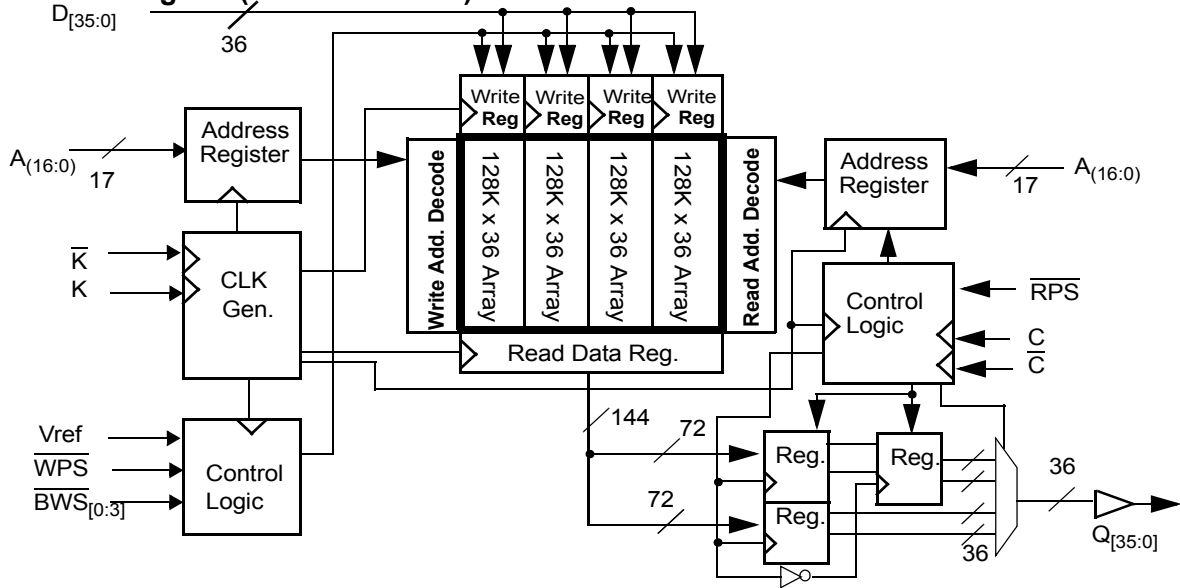 D[35:0]
36
Write Reg
Write Reg
Write Reg
Write Reg
Address Register
A(16:0)
17
Write Add. Decode
128K x 36 Array
128K x 36 Array
128K x 36 Array
128K x 36 Array
Read Add. Decode
Address Register
17
A(16:0)
K̅
K
CLK Gen.
Control Logic
R̅P̅S̅
C
C̅
Read Data Reg.
144
72
72
Vref
W̅P̅S̅
B̅W̅S̅[0:3]
Control Logic
Reg.
Reg.
Reg.
36
36
Q[35:0]